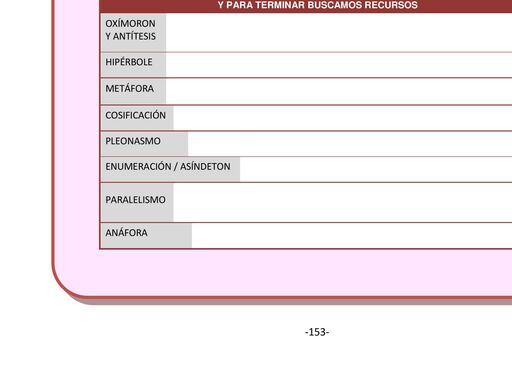 Y PARA TERMINAR BUSCAMOS RECURSOS
OXÍMORON
Y ANTÍTESIS
HIPÉRBOLE
METÁFORA
COSIFICACIÓN
PLEONASMO
ENUMERACIÓN / ASÍNDETON
PARALELISMO
ANÁFORA
-153-